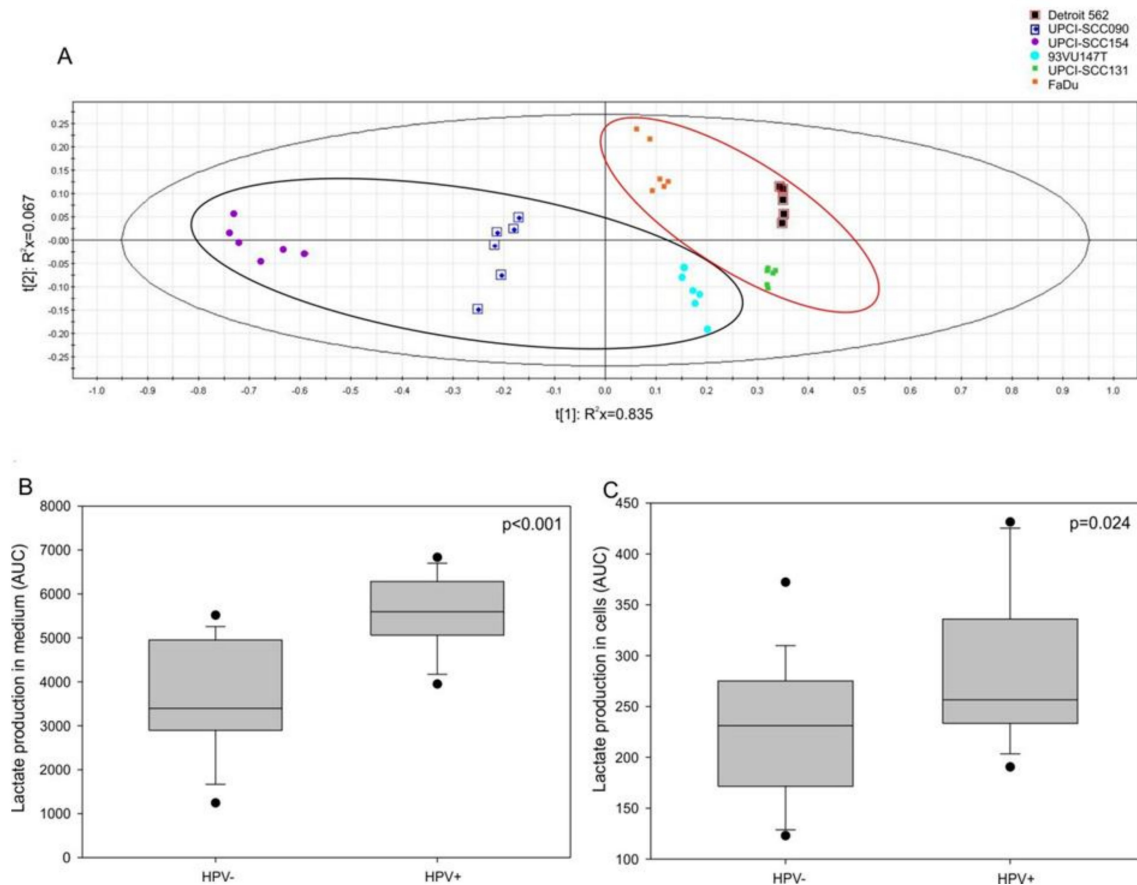 Detroit 562
UPCI-SCC090
UPCI-SCC154
93VU147T
UPCI-SCC131
FaDu
A
0.25
0.20
0.15
0.10
0.05
-0.00
-0.05
-0.10
-0.15
-0.20
-0.25
t[2]: R²x=0.067
-1.0 -0.9 -0.8 -0.7 -0.6 -0.5 -0.4 -0.3 -0.2 -0.1 0.0 0.1 0.2 0.3 0.4 0.5 0.6 0.7 0.8 0.9 1.0
t[1]: R²x=0.835
B
p<0.001
8000
7000
6000
5000
4000
3000
2000
1000
0
Lactate production in medium (AUC)
HPV- HPV+
C
p=0.024
450
400
350
300
250
200
150
100
Lactate production in cells (AUC)
HPV- HPV+